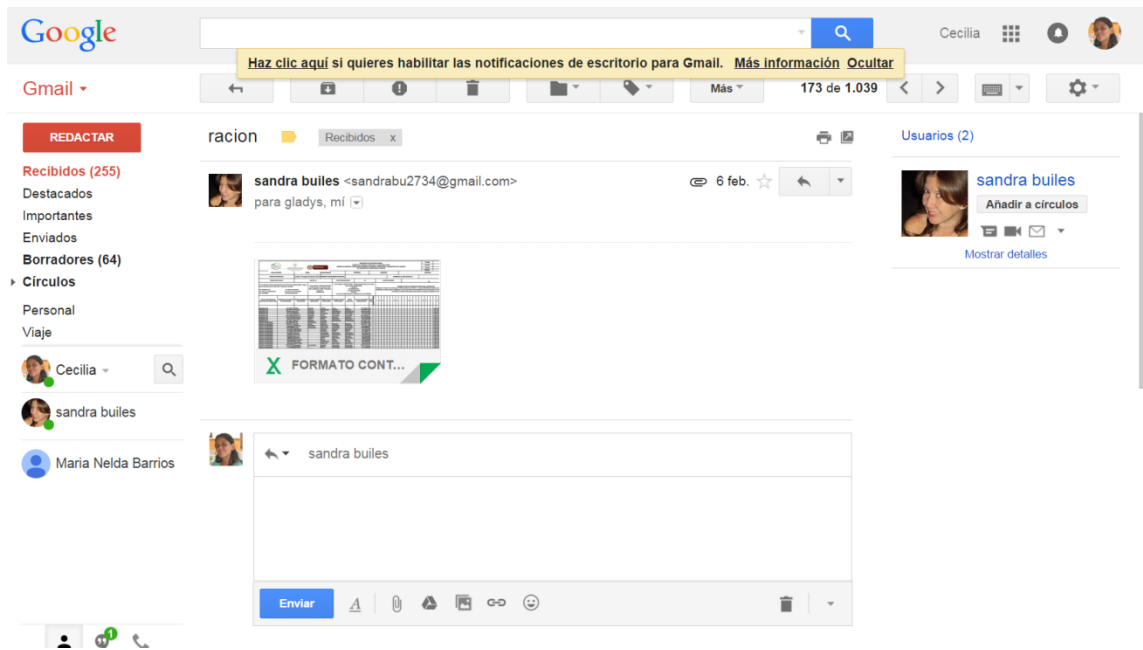 Google
Cecilia
Haz clic aquí si quieres habilitar las notificaciones de escritorio para Gmail. Más información Ocultar
Gmail
Más
173 de 1.039
REDACTAR
racion
Recibidos x
Usuarios (2)
Recibidos (255)
Destacados
Importantes
Enviados
Borradores (64)
Círculos
Personal
Viaje
sandra builes <sandrabu2734@gmail.com>
6 feb.
para gladys, mí
sandra builes
Añadir a círculos
Mostrar detalles
X FORMATO CONT...
Cecilia
sandra builes
Maria Nelda Barrios
sandra builes
Enviar
A
1